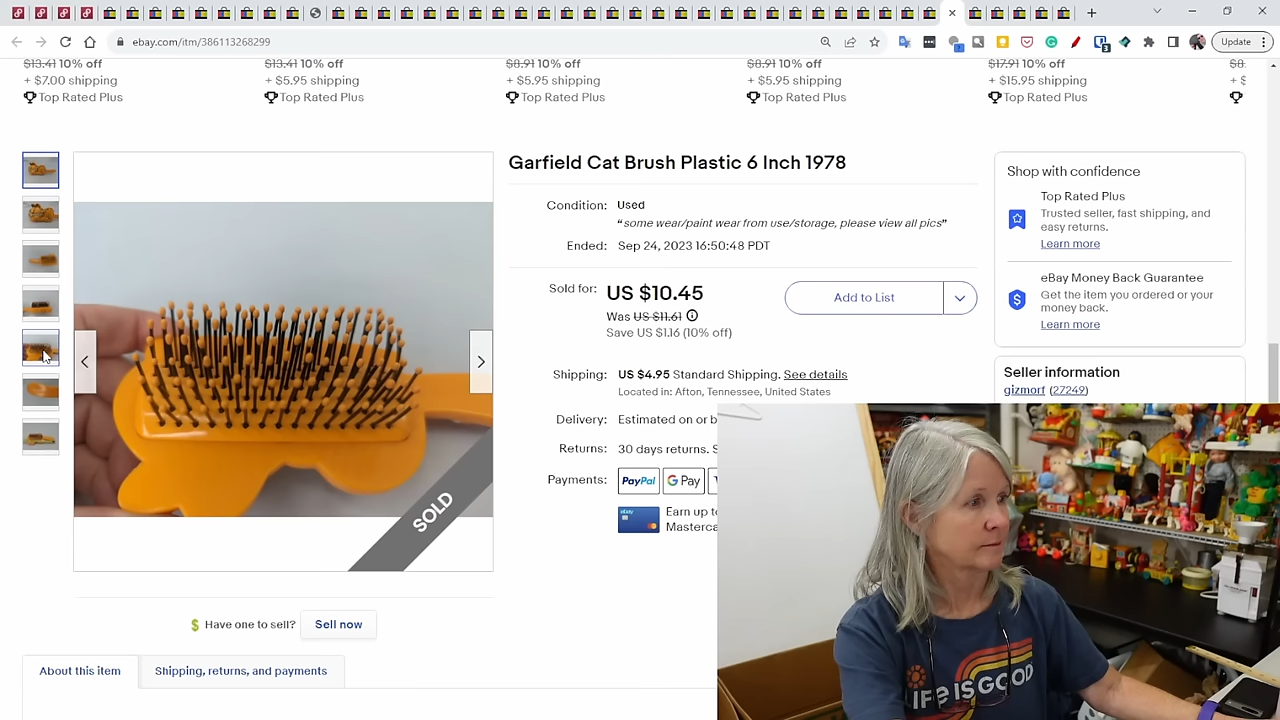 ebay.com/itm/386113268299
Update
$13.41 10% off
+ $7.00 shipping
Top Rated Plus
$13.41 10% off
+ $5.95 shipping
Top Rated Plus
$8.91 10% off
+ $5.95 shipping
Top Rated Plus
$8.91 10% off
+ $5.95 shipping
Top Rated Plus
$17.91 10% off
+ $15.95 shipping
Top Rated Plus
Garfield Cat Brush Plastic 6 Inch 1978
Condition: Used
“some wear/paint wear from use/storage, please view all pics”
Ended: Sep 24, 2023 16:50:48 PDT
Sold for: US $10.45
Was US $11.61
Save US $1.16 (10% off)
Add to List
Shipping: US $4.95 Standard Shipping. See details
Located in: Afton, Tennessee, United States
Delivery: Estimated on or
Returns: 30 days returns.
Payments: PayPal G Pay
Earn up to
SOLD
Shop with confidence
Top Rated Plus
Trusted seller, fast shipping, and
easy returns.
Learn more
eBay Money Back Guarantee
Get the item you ordered or your
money back.
Learn more
Seller information
gizmorf (27249)
Have one to sell? Sell now
About this item
Shipping, returns, and payments
LIFE IS GOOD